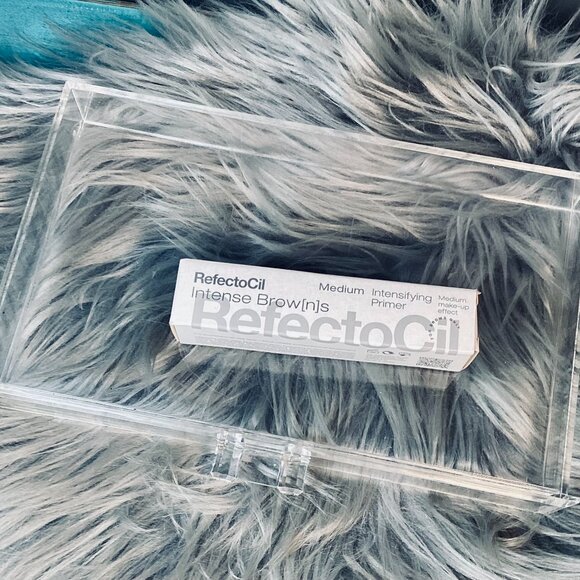 RefectoCil
Intense Brow[n]s
Medium
Intensifying
Primer
Medium
make-up
effect
RefectoCil